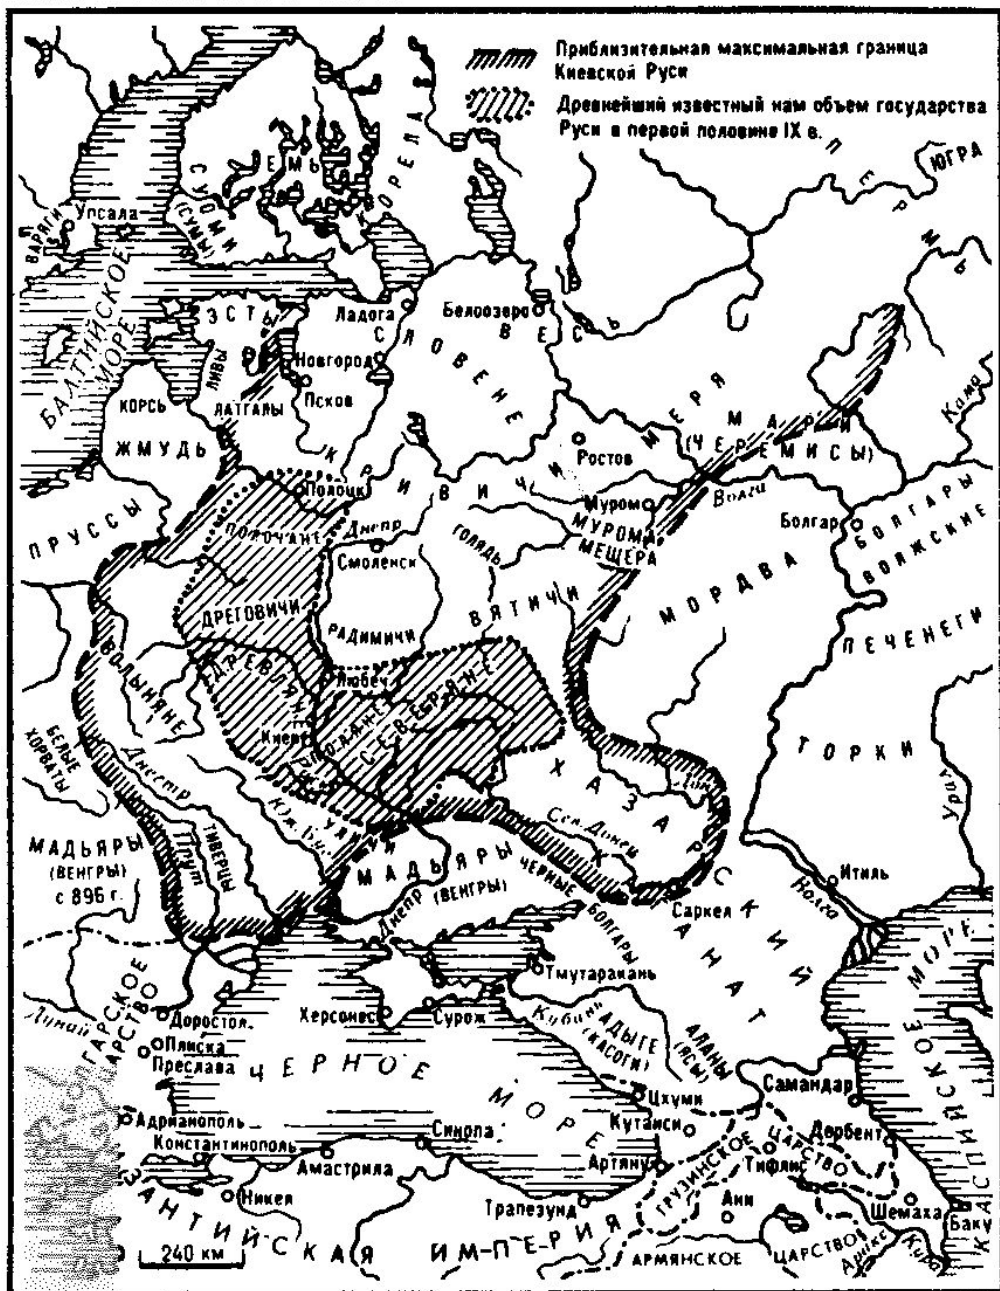 Приблизительная максимальная граница
Киевской Руси
Древнейший известный нам объем государства
Руси в первой половине IX в.
ЮГРА
ПЕРМЬ
ЕМЬ
КОРЕЛА
СУОМИ
(СУМЬ)
ВАРЯГИ
Упсала
БАЛТИЙСКОЕ
МОРЕ
ЭСТЫ
Ладога
Белоозеро
ВЕСЬ
СЛОВЕНЕ
Новгород
Псков
ЛИВЫ
ЛАТГАЛЫ
КОРСЬ
ЖМУДЬ
ПРУССЫ
КРИВИЧИ
МЕРЯ
Ростов
МАРИ
(ЧЕРЕМИСЫ)
Кама
Волга
Муром
МУРОМА
МЕЩЕРА
Болгар
БОЛГАРЫ
ВОЛЖСКИЕ
Полоцк
ПОЛОЧАНЕ
Днепр
Смоленск
ГОЛЯДЬ
ВЯТИЧИ
МОРДВА
ПЕЧЕНЕГИ
ДРЕГОВИЧИ
РАДИМИЧИ
Любеч
ДРЕВЛЯНЕ
ВОЛЫНЯНЕ
СЕВЕРЯНЕ
Киев
РУСЬ
БЕЛЫЕ
ХОРВАТЫ
Днестр
Юж. Буг
УЛИЧИ
ТИВЕРЦЫ
Прут
МАДЬЯРЫ
(ВЕНГРЫ)
с 896 г.
МАДЬЯРЫ
(ВЕНГРЫ)
Днепр
ЧЕРНЫЕ
БОЛГАРЫ
Сев. Донец
Дон
ХАЗАРСКИЙ
КАГАНАТ
Саркел
ТОРКИ
Урал
Итиль
Волга
Тмутаракань
Кубань
АДЫГЕ
(КАСОГИ)
АЛАНЫ
(ЯСЫ)
Херсонес
Сурож
Дунай
БОЛГАРСКОЕ
ЦАРСТВО
Доростол
Плиска
Преслава
ЧЕРНОЕ
МОРЕ
КАСПИЙСКОЕ
МОРЕ
Самандар
Дербент
Цхуми
Кутаиси
Адрианополь
Константинополь
Амастрида
Синопа
Никея
Трапезунд
Артяну
ГРУЗИНСКОЕ
ЦАРСТВО
Тифлис
Ани
АРМЯНСКОЕ
ЦАРСТВО
Шемаха
Баку
Аракс
Кура
ВИЗАНТИЙСКАЯ
ИМПЕРИЯ
240 км